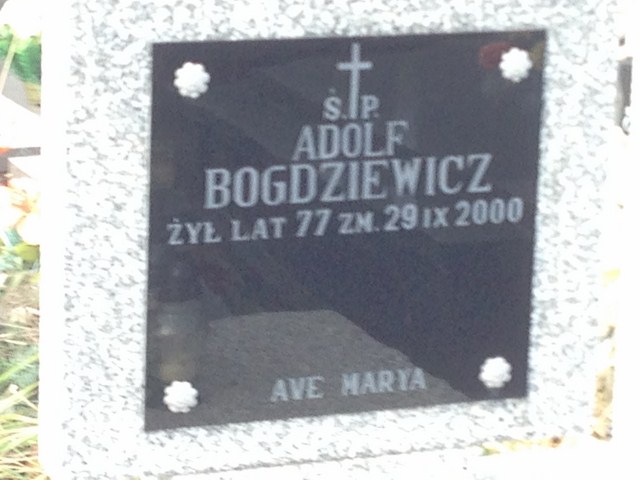 Ś.P.
ADOLF
BOGDZIEWICZ
ŻYŁ LAT 77 ZM. 29 IX 2000
AVE MARYA